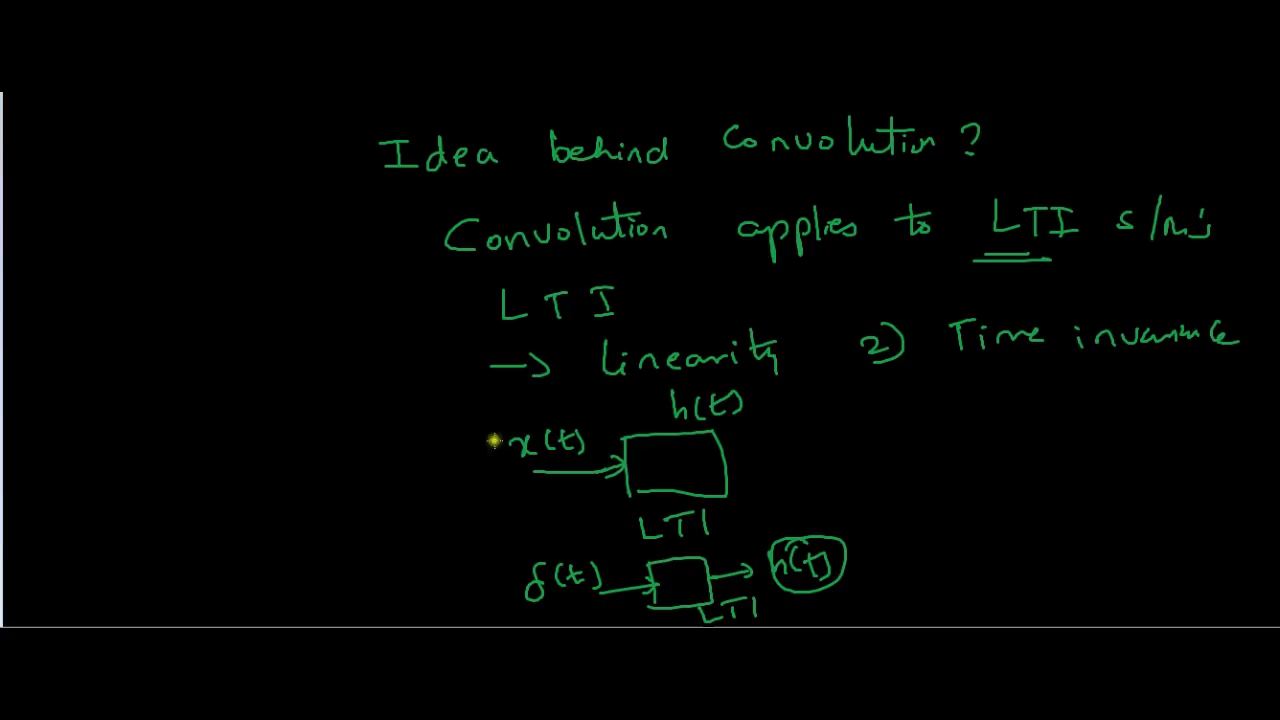 Idea behind Convolution?
Convolution applies to LTI s/m's
LTI
→ Linearity 2) Time invariance
h(t)
x(t)
LTI
δ(t) h(t)
LTI